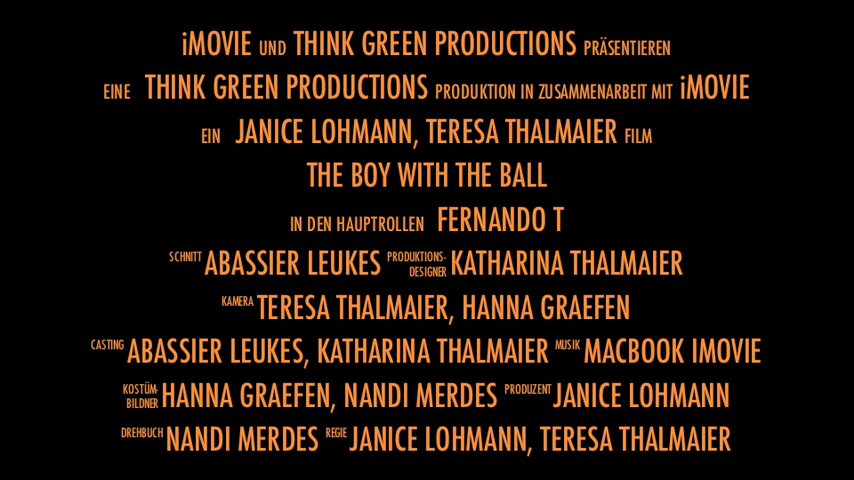 iMOVIE UND THINK GREEN PRODUCTIONS PRÄSENTIEREN
EINE THINK GREEN PRODUCTIONS PRODUKTION IN ZUSAMMENARBEIT MIT iMOVIE
EIN JANICE LOHMANN, TERESA THALMAIER FILM
THE BOY WITH THE BALL
IN DEN HAUPTROLLEN FERNANDO T
SCHNITT ABASSIER LEUKES PRODUKTIONS-DESIGNER KATHARINA THALMAIER
KAMERA TERESA THALMAIER, HANNA GRAEFEN
CASTING ABASSIER LEUKES, KATHARINA THALMAIER MUSIK MACBOOK IMOVIE
KOSTÜM-BILDNER HANNA GRAEFEN, NANDI MERDES PRODUZENT JANICE LOHMANN
DREHBUCH NANDI MERDES REGIE JANICE LOHMANN, TERESA THALMAIER